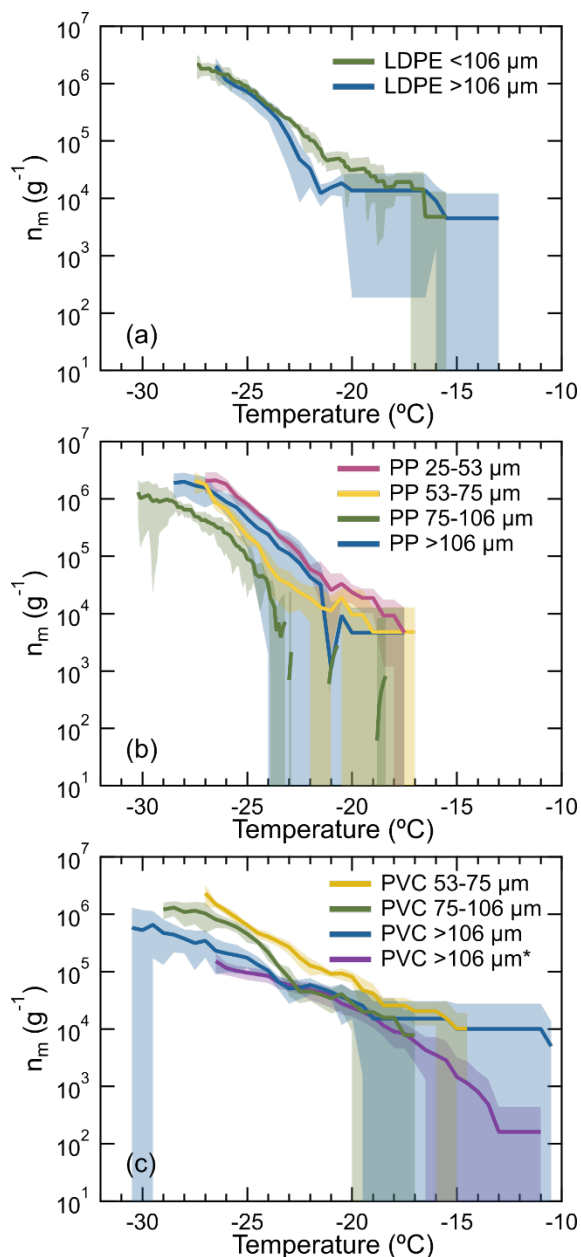 10⁷
10⁶
10⁵
10⁴
10³
10²
10¹
nₘ (g⁻¹)
LDPE <106 µm
LDPE >106 µm
(a)
-30 -25 -20 -15 -10
Temperature (ºC)
10⁷
10⁶
10⁵
10⁴
10³
10²
10¹
nₘ (g⁻¹)
PP 25-53 µm
PP 53-75 µm
PP 75-106 µm
PP >106 µm
(b)
-30 -25 -20 -15 -10
Temperature (ºC)
10⁷
10⁶
10⁵
10⁴
10³
10²
10¹
nₘ (g⁻¹)
PVC 53-75 µm
PVC 75-106 µm
PVC >106 µm
PVC >106 µm*
(c)
-30 -25 -20 -15 -10
Temperature (ºC)